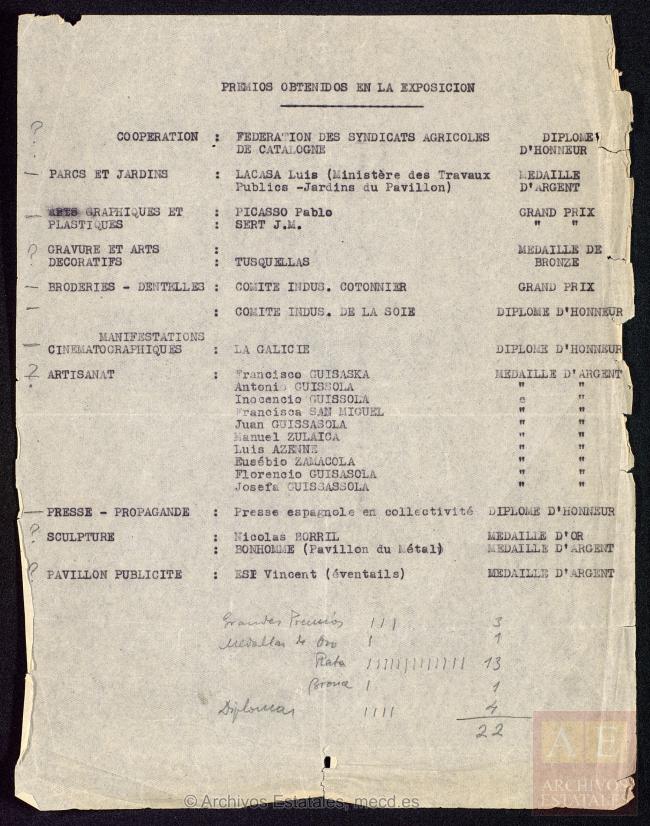 PREMIOS OBTENIDOS EN LA EXPOSICION
? COOPERATION : FEDERATION DES SYNDICATS AGRICOLES DIPLOME
DE CATALOGNE D'HONNEUR
— PARCS ET JARDINS : LACASA Luis (Ministère des Travaux MEDAILLE
Publics -Jardins du Pavillon) D'ARGENT
— ARTS GRAPHIQUES ET : PICASSO Pablo GRAND PRIX
PLASTIQUES : SERT J.M. " "
? GRAVURE ET ARTS : MEDAILLE DE
DECORATIFS : TUSQUELLAS BRONZE
— BRODERIES - DENTELLES : COMITE INDUS. COTONNIER GRAND PRIX
— : COMITE INDUS. DE LA SOIE DIPLOME D'HONNEUR
MANIFESTATIONS
— CINEMATOGRAPHIQUES : LA GALICIE DIPLOME D'HONNEUR
? ARTISANAT : Francisco GUISASKA MEDAILLE D'ARGENT
Antonio GUISSOLA " "
Inocencio GUISSOLA e "
Francisca SAN MIGUEL " "
Juan GUISSASOLA " "
Manuel ZULAICA " "
Luis AZENNE " "
Eusébio ZAMACOLA " "
Florencio GUISASOLA " "
Josefa GUISSASSOLA " "
— PRESSE - PROPAGANDE : Presse espagnole en collectivité DIPLOME D'HONNEUR
? SCULPTURE : Nicolas BORRIL MEDAILLE D'OR
: BONHOMME (Pavillon du Métal) MEDAILLE D'ARGENT
? PAVILLON PUBLICITE : ESP Vincent (éventails) MEDAILLE D'ARGENT
Grandes Premios III 3
Medallas de Oro I 1
Plata IIIIIIIIIIIII 13
Bronce I 1
Diplomas IIII 4
22
AE
ARCHIVOS
ESTATALES
© Archivos Estatales, mecd.es